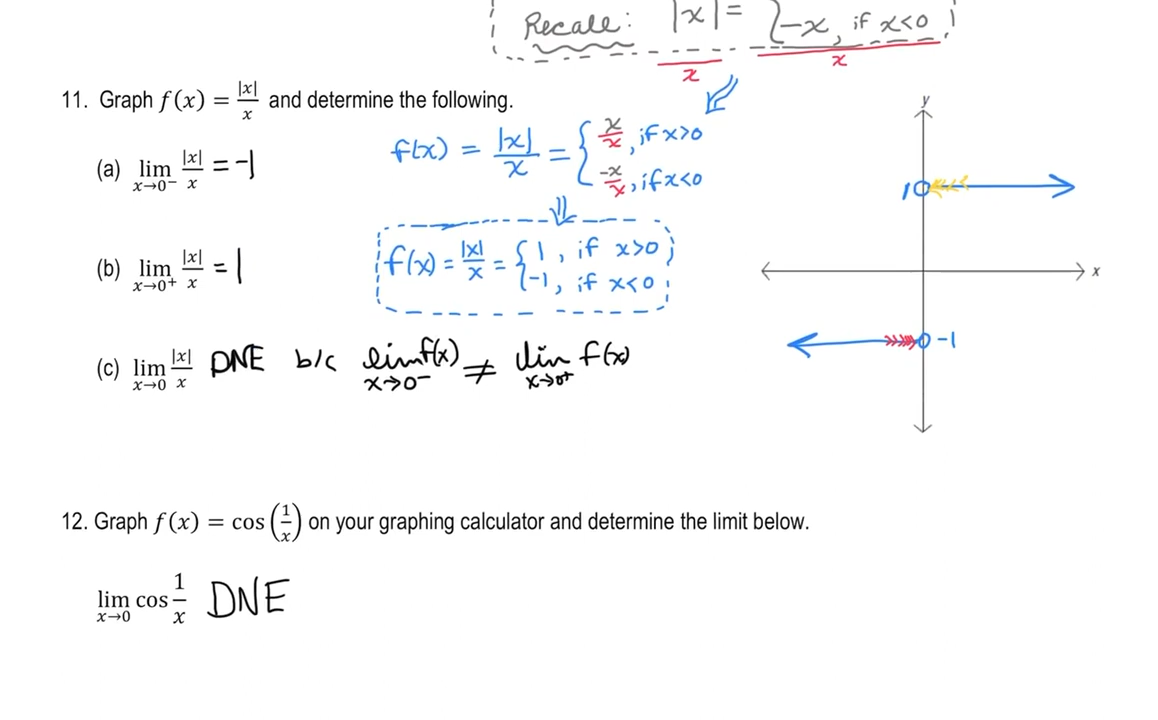 Recall: |x| = {-x, if x<0
x x
11. Graph f(x) = |x|/x and determine the following.
f(x) = |x|/x = { x/x, if x>0
-x/x, if x<0
(a) lim x→0⁻ |x|/x = -1
(b) lim x→0⁺ |x|/x = 1
f(x) = |x|/x = { 1, if x>0
-1, if x<0
(c) lim x→0 |x|/x DNE b/c lim x→0⁻ f(x) ≠ lim x→0⁺ f(x)
y
1
x
-1
12. Graph f(x) = cos(1/x) on your graphing calculator and determine the limit below.
lim x→0 cos 1/x DNE